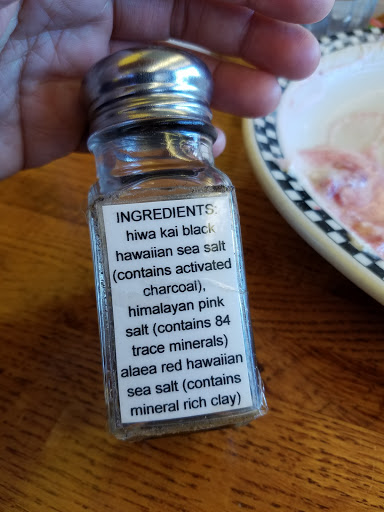 INGREDIENTS:
hiwa kai black
hawaiian sea salt
(contains activated
charcoal),
himalayan pink
salt (contains 84
trace minerals)
alaea red hawaiian
sea salt (contains
mineral rich clay)